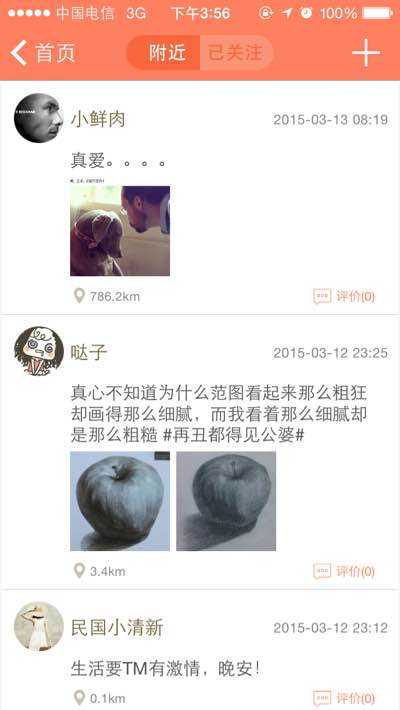 中国电信 3G 下午3:56 100%
首页 附近 已关注
小鲜肉 2015-03-13 08:19
真爱。。。。
786.2km 评价(0)
哒子 2015-03-12 23:25
真心不知道为什么范图看起来那么粗狂
却画得那么细腻，而我看着那么细腻却
是那么粗糙 #再丑都得见公婆#
3.4km 评价(0)
民国小清新 2015-03-12 23:12
生活要TM有激情，晚安！
0.1km 评价(0)